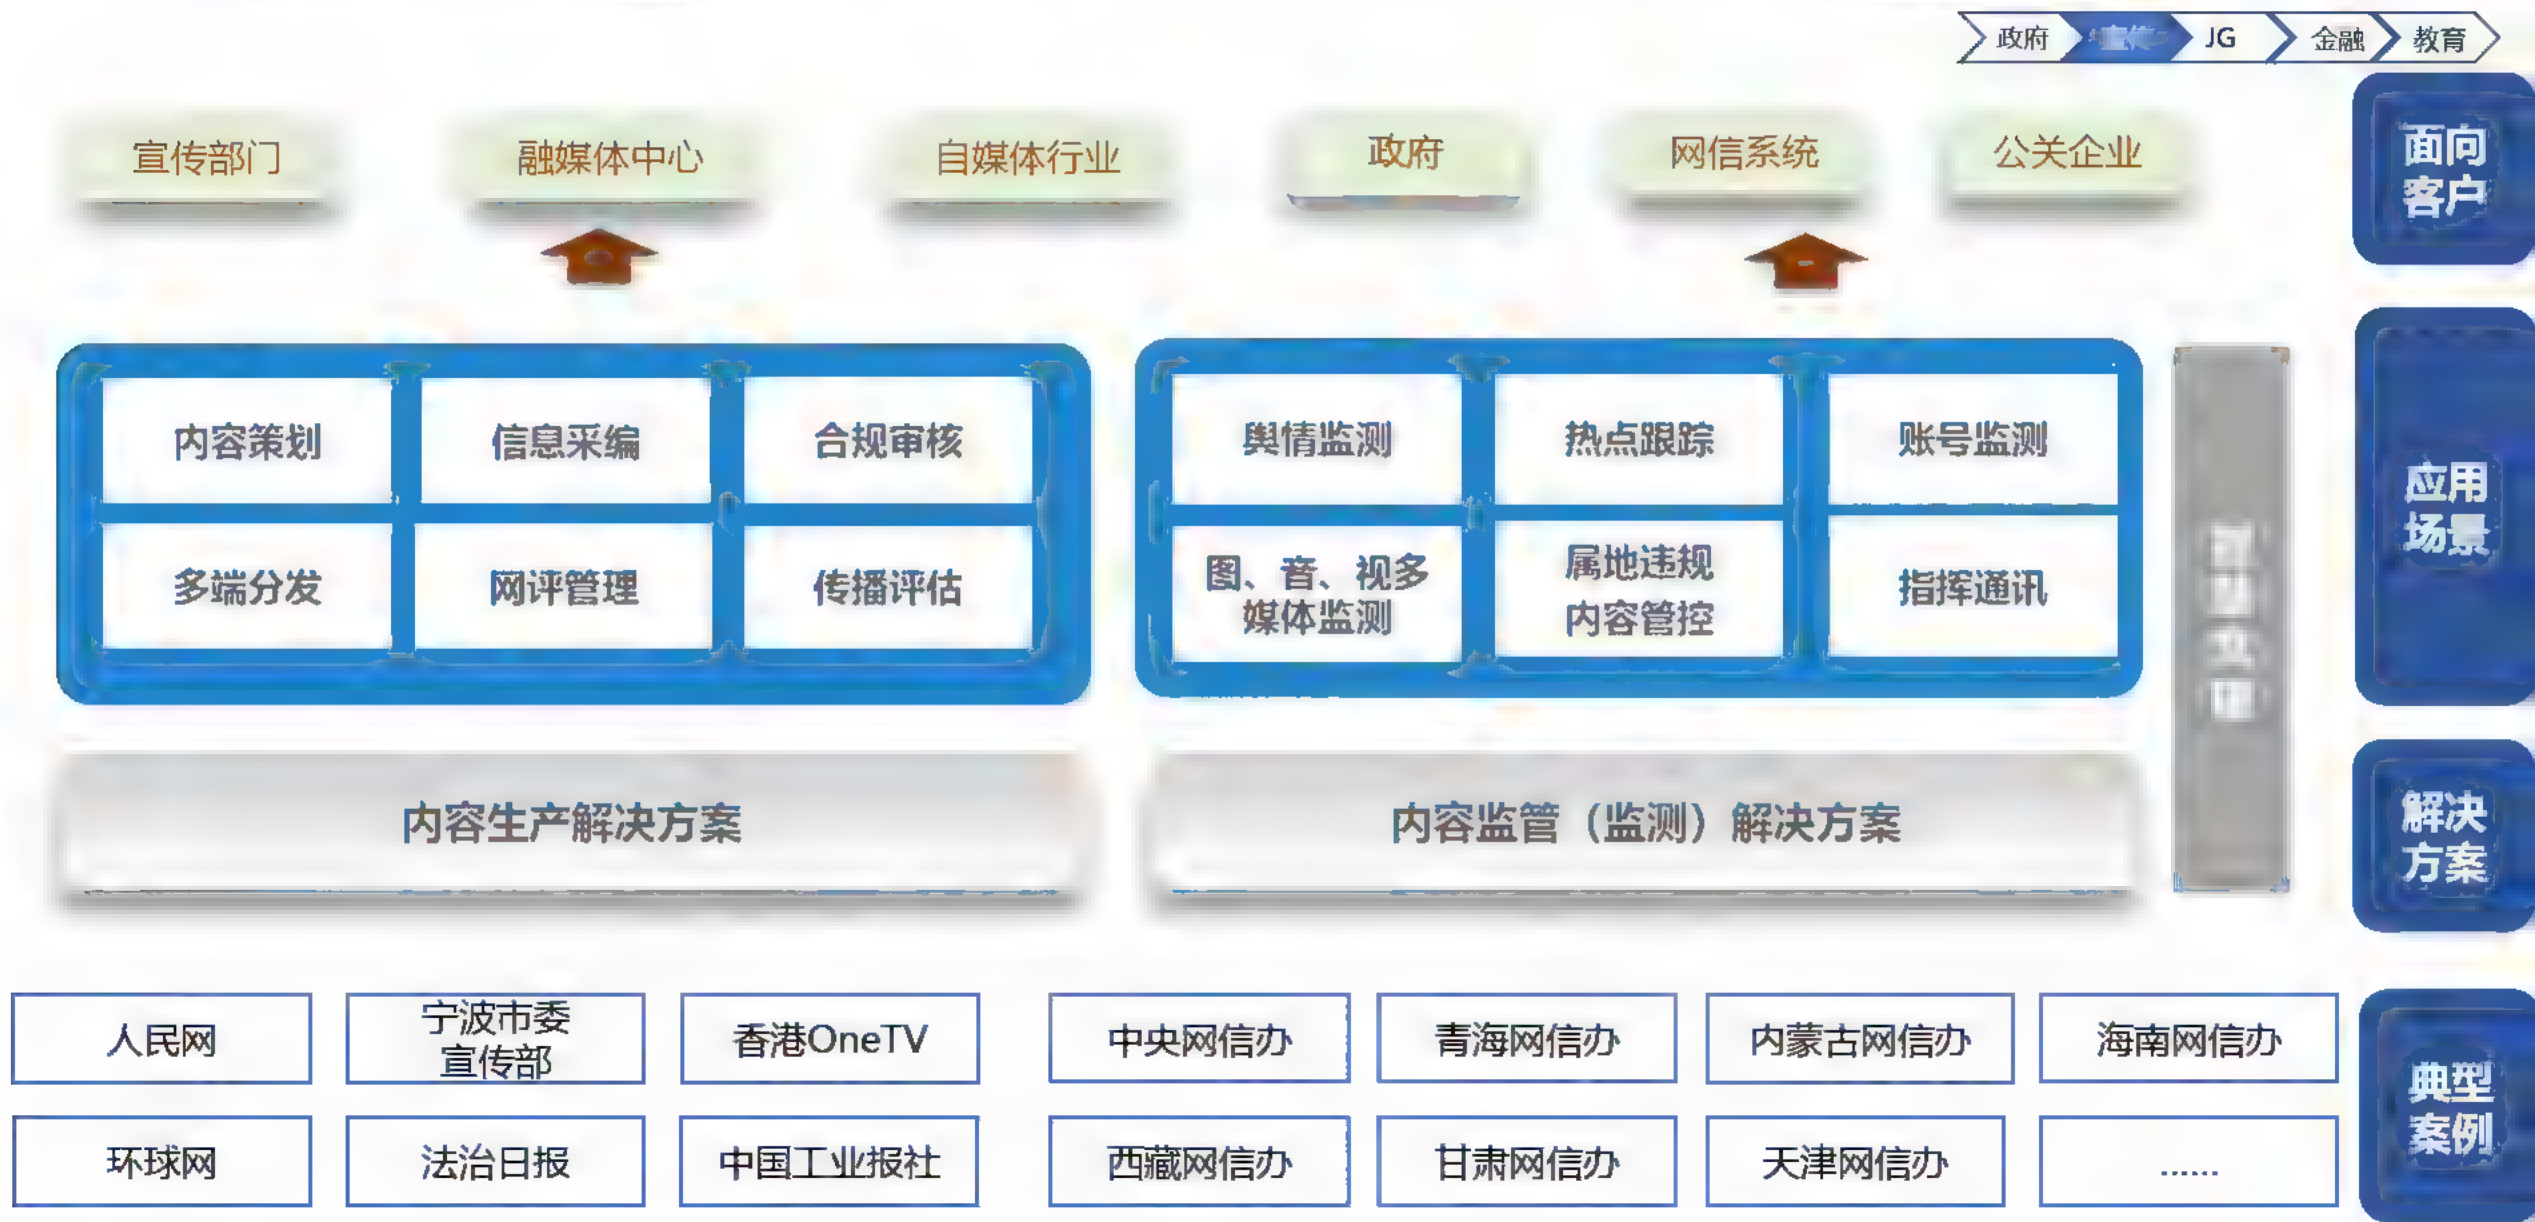 政府
宣传
JG
金融
教育
宣传部门
融媒体中心
自媒体行业
政府
网信系统
公关企业
面向
客户
内容策划
信息采编
合规审核
舆情监测
热点跟踪
账号监测
多端分发
网评管理
传播评估
图、音、视多
媒体监测
属地违规
内容管控
指挥通讯
应用
场景
内容生产解决方案
内容监管（监测）解决方案
解决
方案
人民网
宁波市委
宣传部
香港OneTV
中央网信办
青海网信办
内蒙古网信办
海南网信办
环球网
法治日报
中国工业报社
西藏网信办
甘肃网信办
天津网信办
……
典型
案例